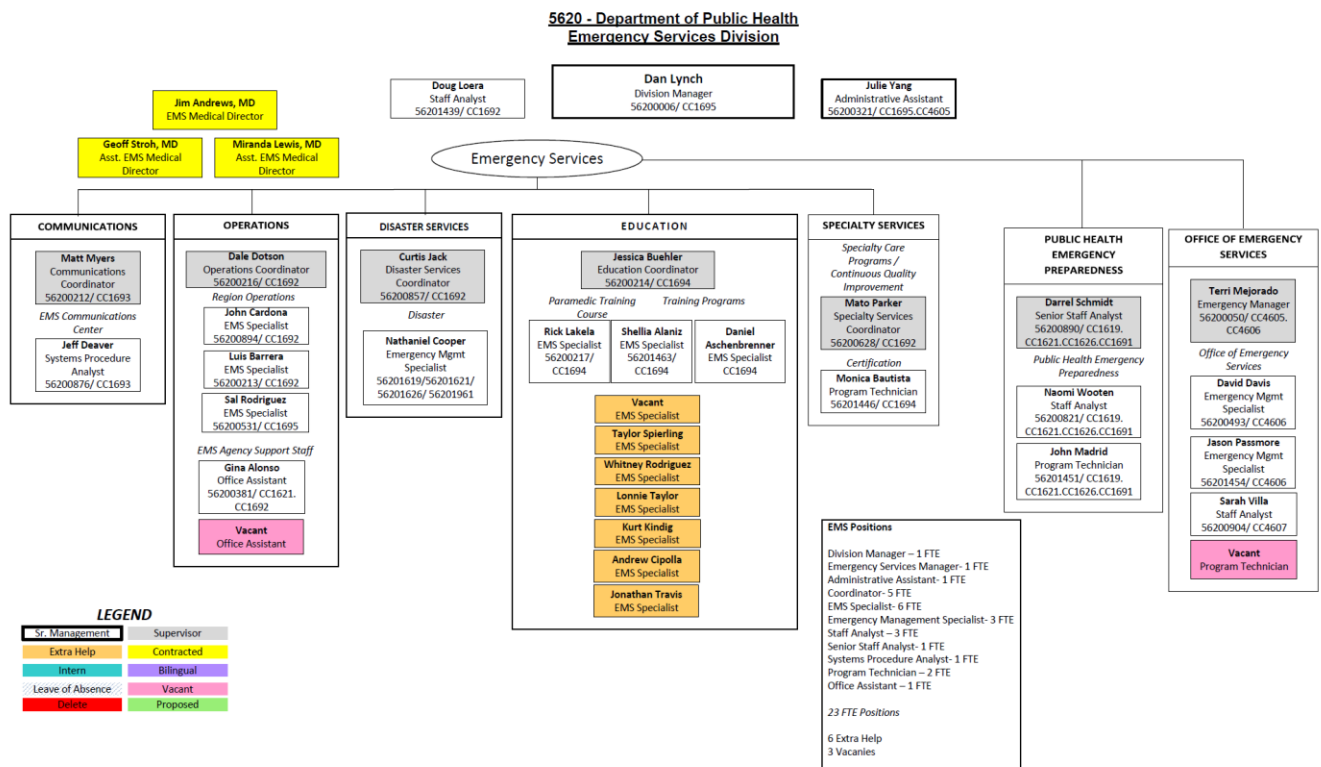 5620 - Department of Public Health
Emergency Services Division
Jim Andrews, MD
EMS Medical Director
Geoff Stroh, MD
Asst. EMS Medical
Director
Miranda Lewis, MD
Asst. EMS Medical
Director
Doug Loera
Staff Analyst
56201439/ CC1692
Dan Lynch
Division Manager
56200006/ CC1695
Julie Yang
Administrative Assistant
56200321/ CC1695.CC4605
Emergency Services
COMMUNICATIONS
Matt Myers
Communications
Coordinator
56200212/ CC1693
EMS Communications
Center
Jeff Deaver
Systems Procedure
Analyst
56200876/ CC1693
OPERATIONS
Dale Dotson
Operations Coordinator
56200216/ CC1692
Region Operations
John Cardona
EMS Specialist
56200894/ CC1692
Luis Barrera
EMS Specialist
56200213/ CC1692
Sal Rodriguez
EMS Specialist
56200531/ CC1695
EMS Agency Support Staff
Gina Alonso
Office Assistant
56200381/ CC1621.
CC1692
Vacant
Office Assistant
DISASTER SERVICES
Curtis Jack
Disaster Services
Coordinator
56200857/ CC1692
Disaster
Nathaniel Cooper
Emergency Mgmt
Specialist
56201619/56201621/
56201626/ 56201961
EDUCATION
Jessica Buehler
Education Coordinator
56200214/ CC1694
Paramedic Training
Course
Training Programs
Rick Lakela
EMS Specialist
56200217/
CC1694
Shellia Alaniz
EMS Specialist
56201463/
CC1694
Daniel
Aschenbrenner
EMS Specialist
CC1694
Vacant
EMS Specialist
Taylor Spierling
EMS Specialist
Whitney Rodriguez
EMS Specialist
Lonnie Taylor
EMS Specialist
Kurt Kindig
EMS Specialist
Andrew Cipolla
EMS Specialist
Jonathan Travis
EMS Specialist
SPECIALTY SERVICES
Specialty Care
Programs /
Continuous Quality
Improvement
Mato Parker
Specialty Services
Coordinator
56200628/ CC1692
Certification
Monica Bautista
Program Technician
56201446/ CC1694
PUBLIC HEALTH
EMERGENCY
PREPAREDNESS
Darrel Schmidt
Senior Staff Analyst
56200890/ CC1619.
CC1621.CC1626.CC1691
Public Health Emergency
Preparedness
Naomi Wooten
Staff Analyst
56200821/ CC1619.
CC1621.CC1626.CC1691
John Madrid
Program Technician
56201451/ CC1619.
CC1621.CC1626.CC1691
OFFICE OF EMERGENCY
SERVICES
Terri Mejorado
Emergency Manager
56200050/ CC4605.
CC4606
Office of Emergency
Services
David Davis
Emergency Mgmt
Specialist
56200493/ CC4606
Jason Passmore
Emergency Mgmt
Specialist
56201454/ CC4606
Sarah Villa
Staff Analyst
56200904/ CC4607
Vacant
Program Technician
EMS Positions
Division Manager – 1 FTE
Emergency Services Manager- 1 FTE
Administrative Assistant- 1 FTE
Coordinator- 5 FTE
EMS Specialist- 6 FTE
Emergency Management Specialist- 3 FTE
Staff Analyst – 3 FTE
Senior Staff Analyst- 1 FTE
Systems Procedure Analyst- 1 FTE
Program Technician – 2 FTE
Office Assistant – 1 FTE
23 FTE Positions
6 Extra Help
3 Vacanies
LEGEND
Sr. Management
Supervisor
Extra Help
Contracted
Intern
Bilingual
Leave of Absence
Vacant
Delete
Proposed